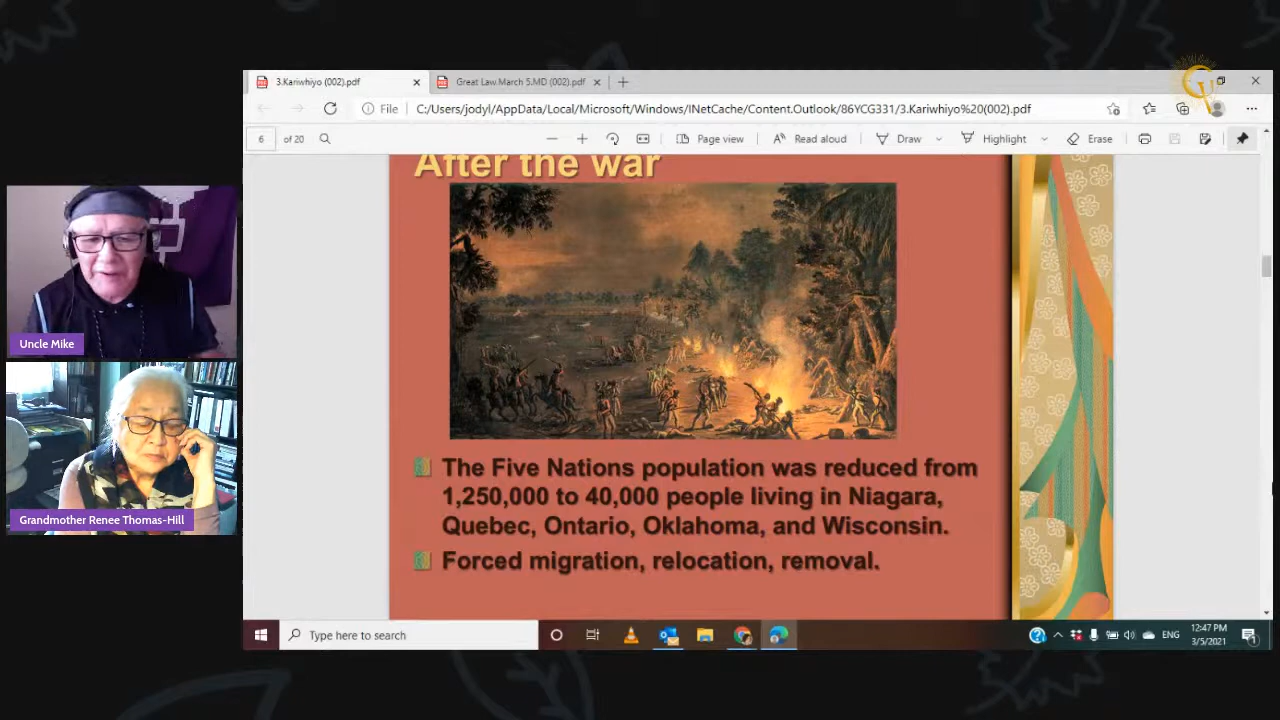 3.Kariwhiyo (002).pdf
Great Law.March 5.MD (002).pdf
File
C:/Users/jodyl/AppData/Local/Microsoft/Windows/INetCache/Content.Outlook/86YCG331/3.Kariwhiyo%20(002).pdf
6 of 20
Page view
Read aloud
Draw
Highlight
Erase
After the war
The Five Nations population was reduced from
1,250,000 to 40,000 people living in Niagara,
Quebec, Ontario, Oklahoma, and Wisconsin.
Forced migration, relocation, removal.
Uncle Mike
Grandmother Renee Thomas-Hill
Type here to search
ENG
12:47 PM
3/5/2021